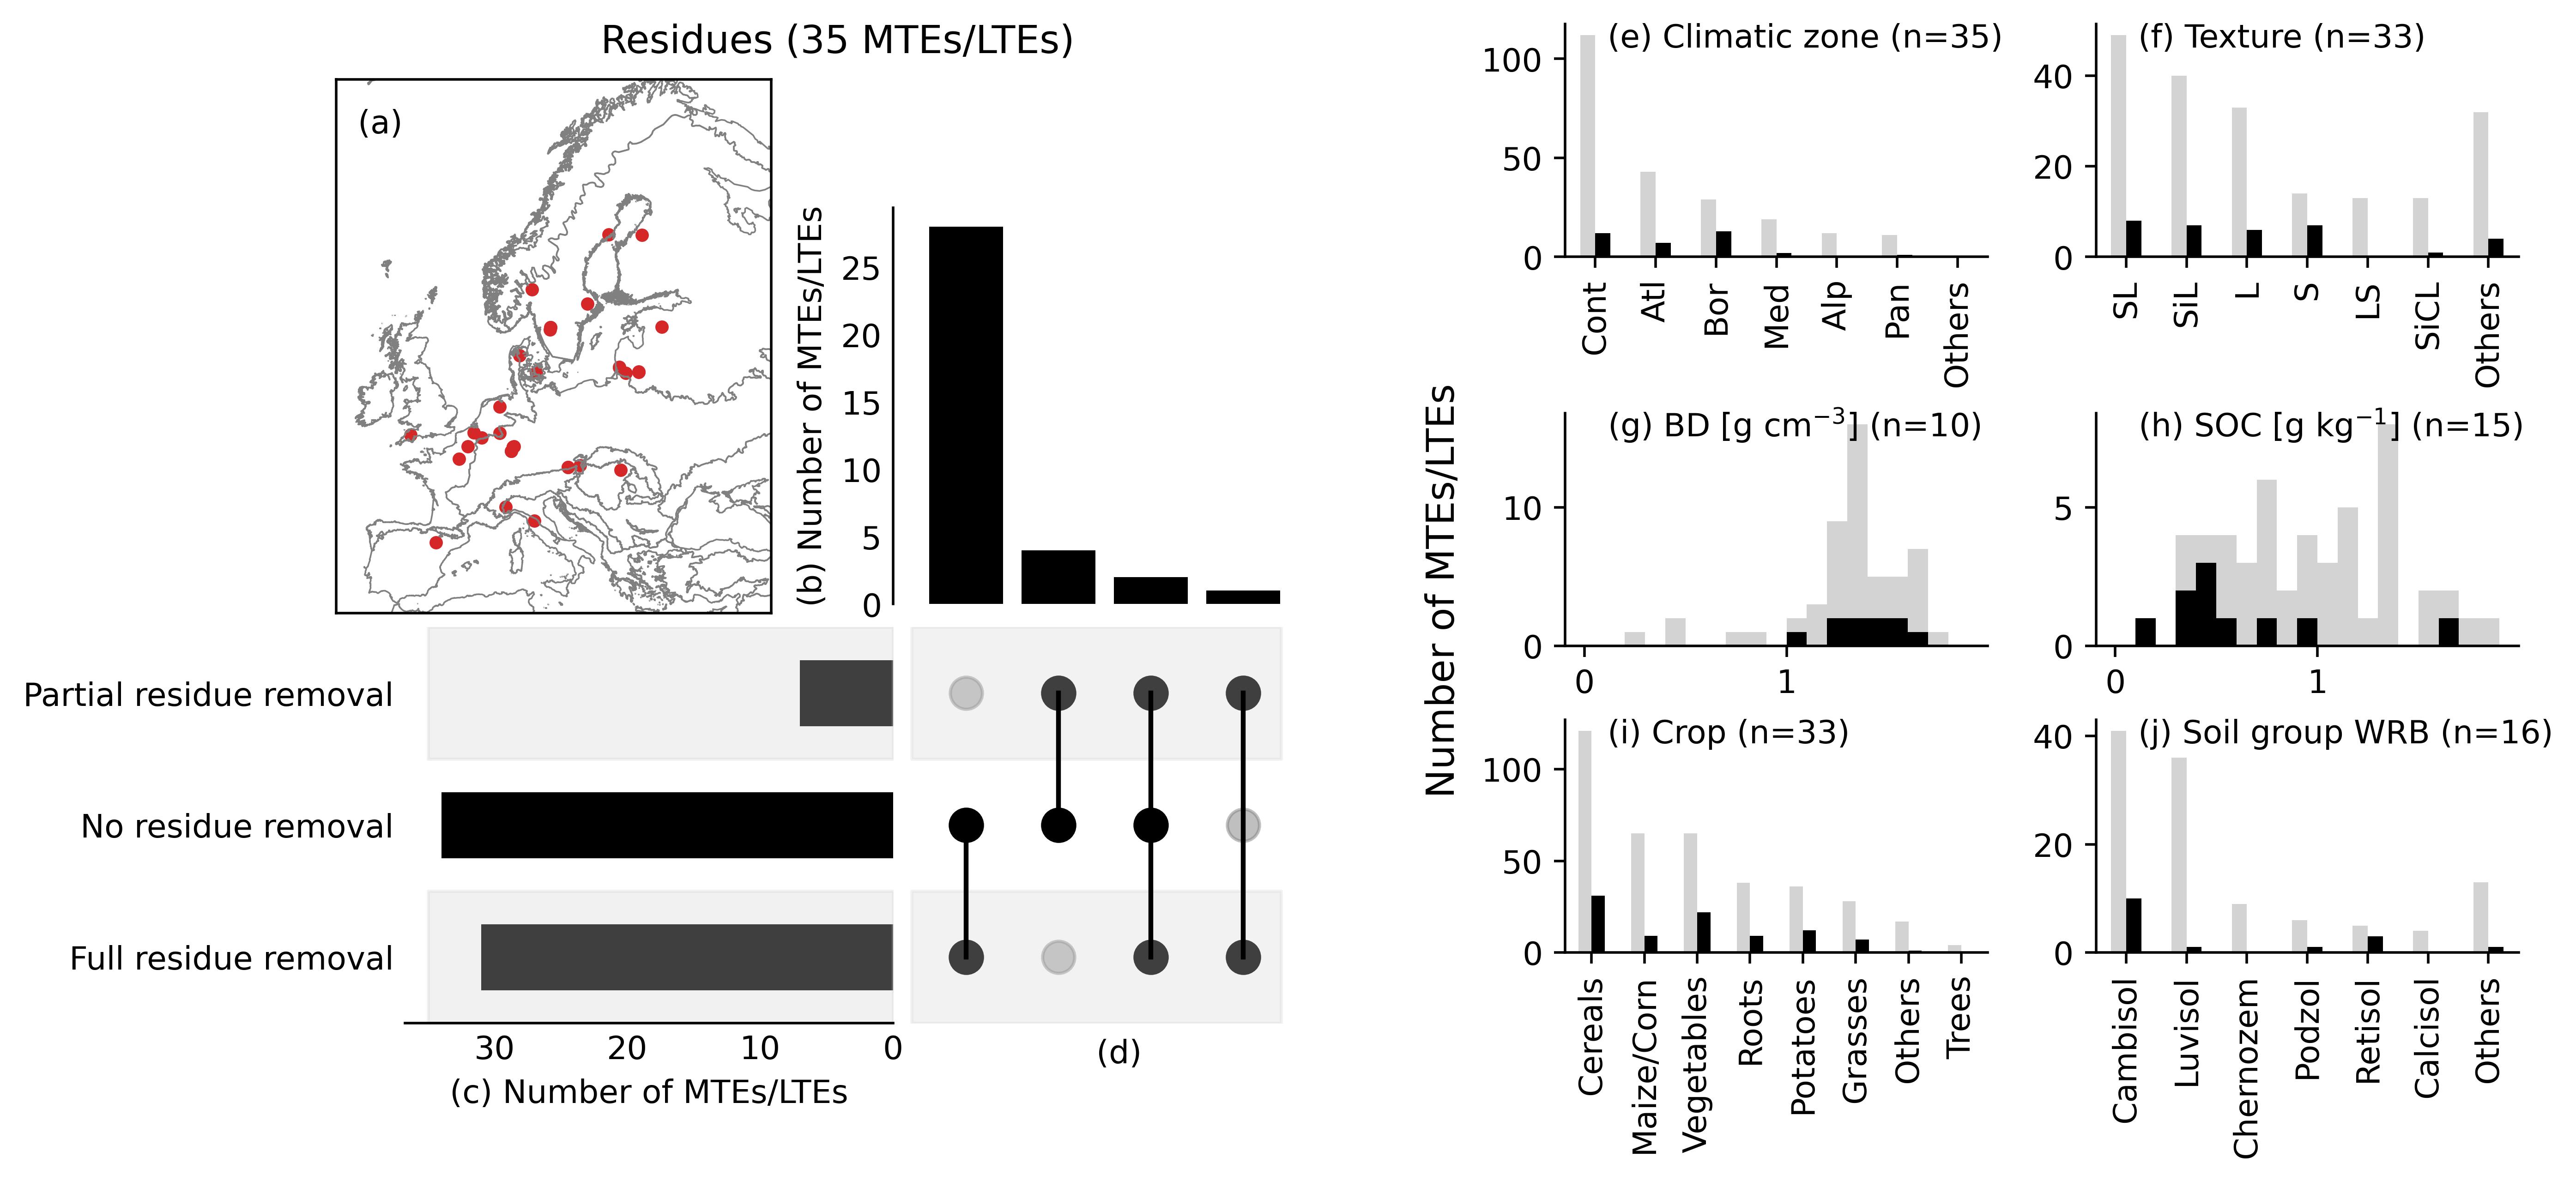 Residues (35 MTEs/LTEs)
(a)
(b) Number of MTEs/LTEs
25
20
15
10
5
0
Partial residue removal
No residue removal
Full residue removal
30 20 10 0
(c) Number of MTEs/LTEs
(d)
Number of MTEs/LTEs
(e) Climatic zone (n=35)
100
50
0
Cont
Atl
Bor
Med
Alp
Pan
Others
(f) Texture (n=33)
40
20
0
SL
SiL
L
S
LS
SiCL
Others
(g) BD [g cm⁻³] (n=10)
10
0
0 1
(h) SOC [g kg⁻¹] (n=15)
5
0
0 1
(i) Crop (n=33)
100
50
0
Cereals
Maize/Corn
Vegetables
Roots
Potatoes
Grasses
Others
Trees
(j) Soil group WRB (n=16)
40
20
0
Cambisol
Luvisol
Chernozem
Podzol
Retisol
Calcisol
Others